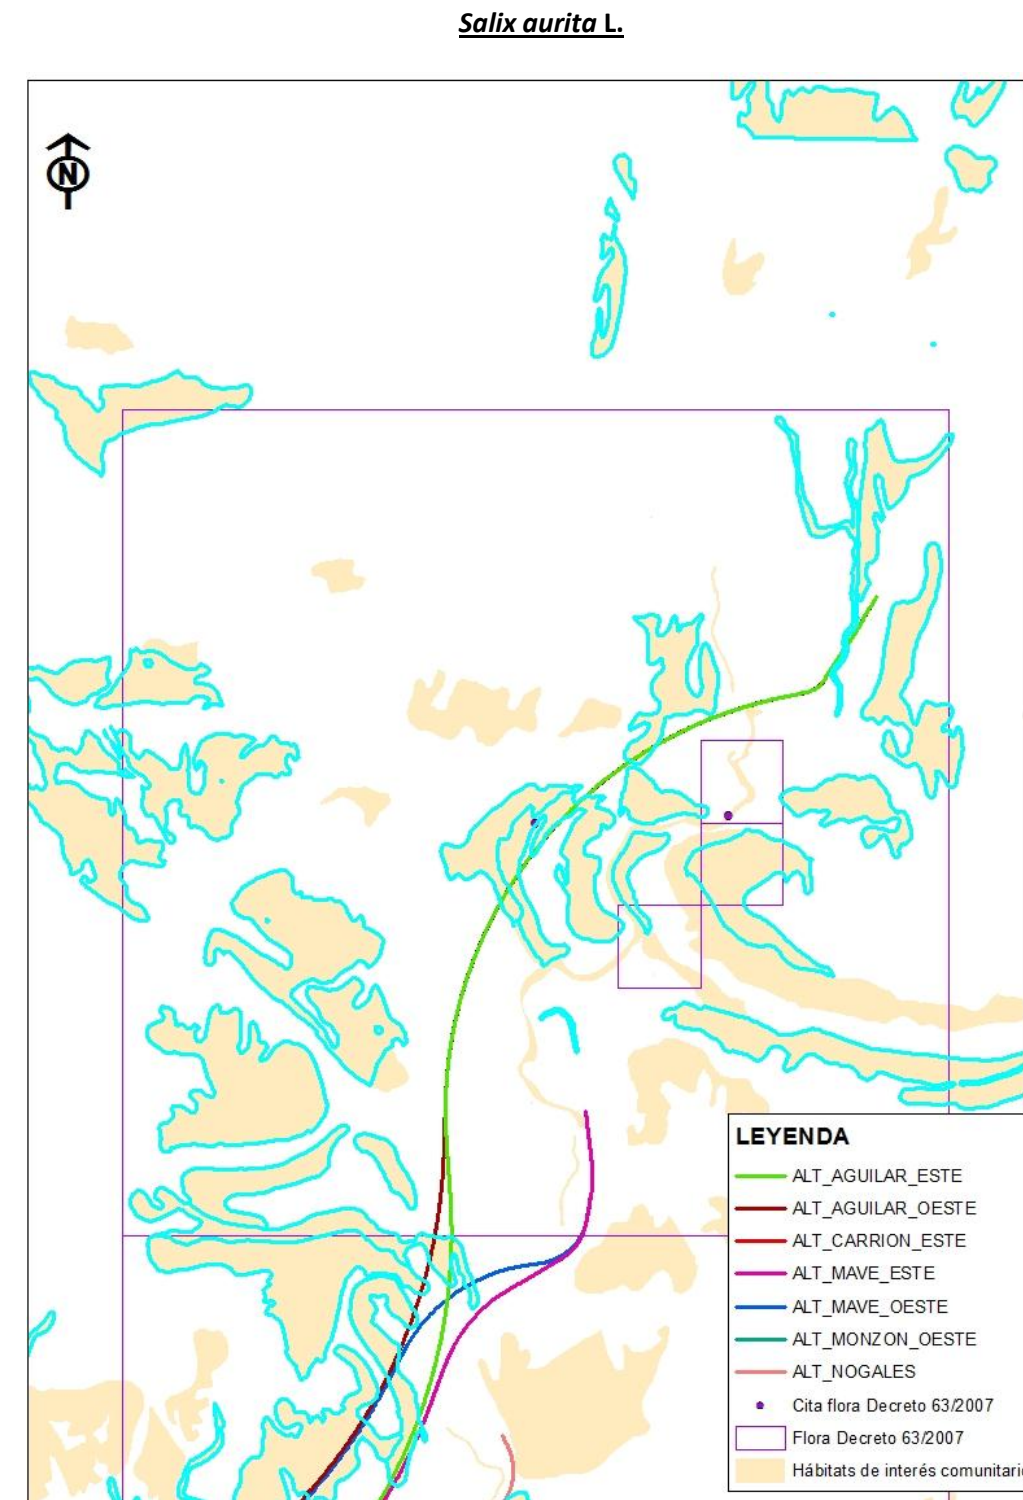 Salix aurita L.
N
LEYENDA
ALT_AGUILAR_ESTE
ALT_AGUILAR_OESTE
ALT_CARRION_ESTE
ALT_MAVE_ESTE
ALT_MAVE_OESTE
ALT_MONZON_OESTE
ALT_NOGALES
Cita flora Decreto 63/2007
Flora Decreto 63/2007
Hábitats de interés comunitari